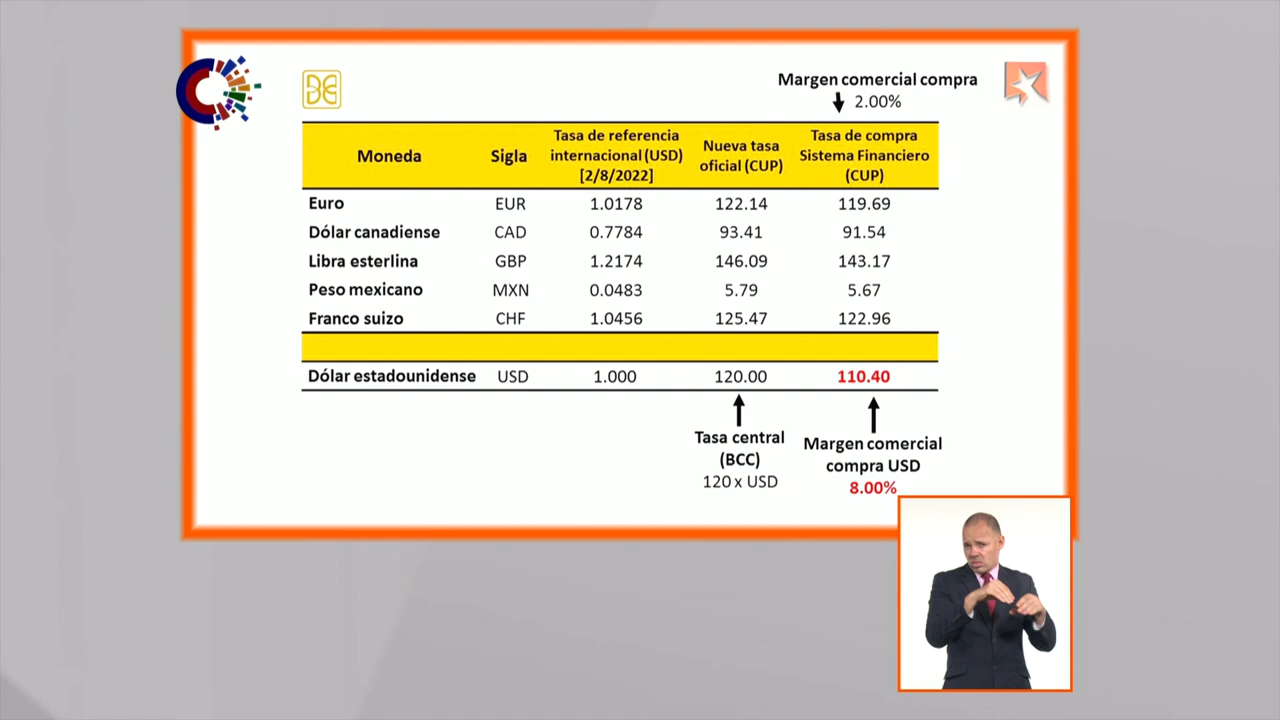 Margen comercial compra
2.00%
Moneda Sigla Tasa de referencia internacional (USD) [2/8/2022] Nueva tasa oficial (CUP) Tasa de compra Sistema Financiero (CUP)
Euro EUR 1.0178 122.14 119.69
Dólar canadiense CAD 0.7784 93.41 91.54
Libra esterlina GBP 1.2174 146.09 143.17
Peso mexicano MXN 0.0483 5.79 5.67
Franco suizo CHF 1.0456 125.47 122.96
Dólar estadounidense USD 1.000 120.00 110.40
Tasa central
(BCC)
120 x USD
Margen comercial
compra USD
8.00%